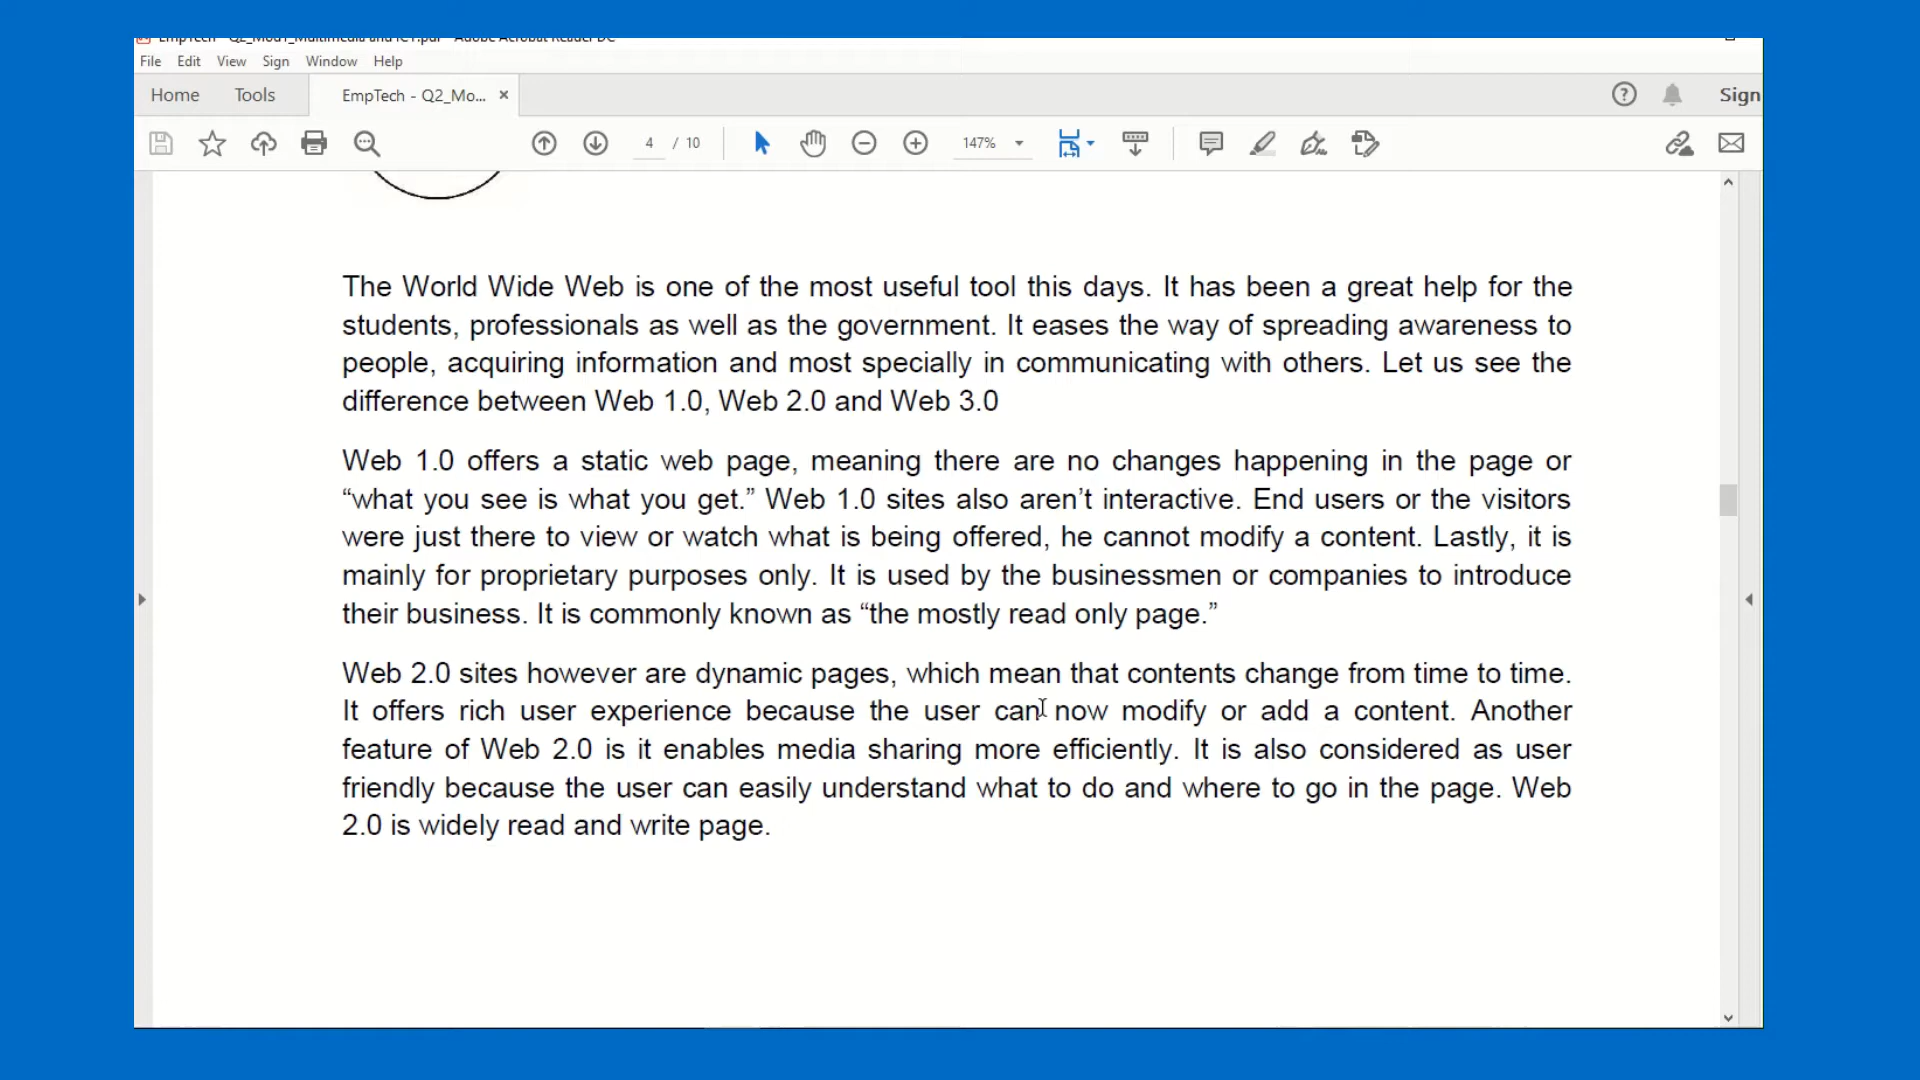 EmpTech - Q2_Mod1_Multimedia and ICT.pdf - Adobe Acrobat Reader DC
File Edit View Sign Window Help
Home Tools EmpTech - Q2_Mo... × Sign
4 / 10 147%
The World Wide Web is one of the most useful tool this days. It has been a great help for the
students, professionals as well as the government. It eases the way of spreading awareness to
people, acquiring information and most specially in communicating with others. Let us see the
difference between Web 1.0, Web 2.0 and Web 3.0
Web 1.0 offers a static web page, meaning there are no changes happening in the page or
“what you see is what you get.” Web 1.0 sites also aren’t interactive. End users or the visitors
were just there to view or watch what is being offered, he cannot modify a content. Lastly, it is
mainly for proprietary purposes only. It is used by the businessmen or companies to introduce
their business. It is commonly known as “the mostly read only page.”
Web 2.0 sites however are dynamic pages, which mean that contents change from time to time.
It offers rich user experience because the user can now modify or add a content. Another
feature of Web 2.0 is it enables media sharing more efficiently. It is also considered as user
friendly because the user can easily understand what to do and where to go in the page. Web
2.0 is widely read and write page.